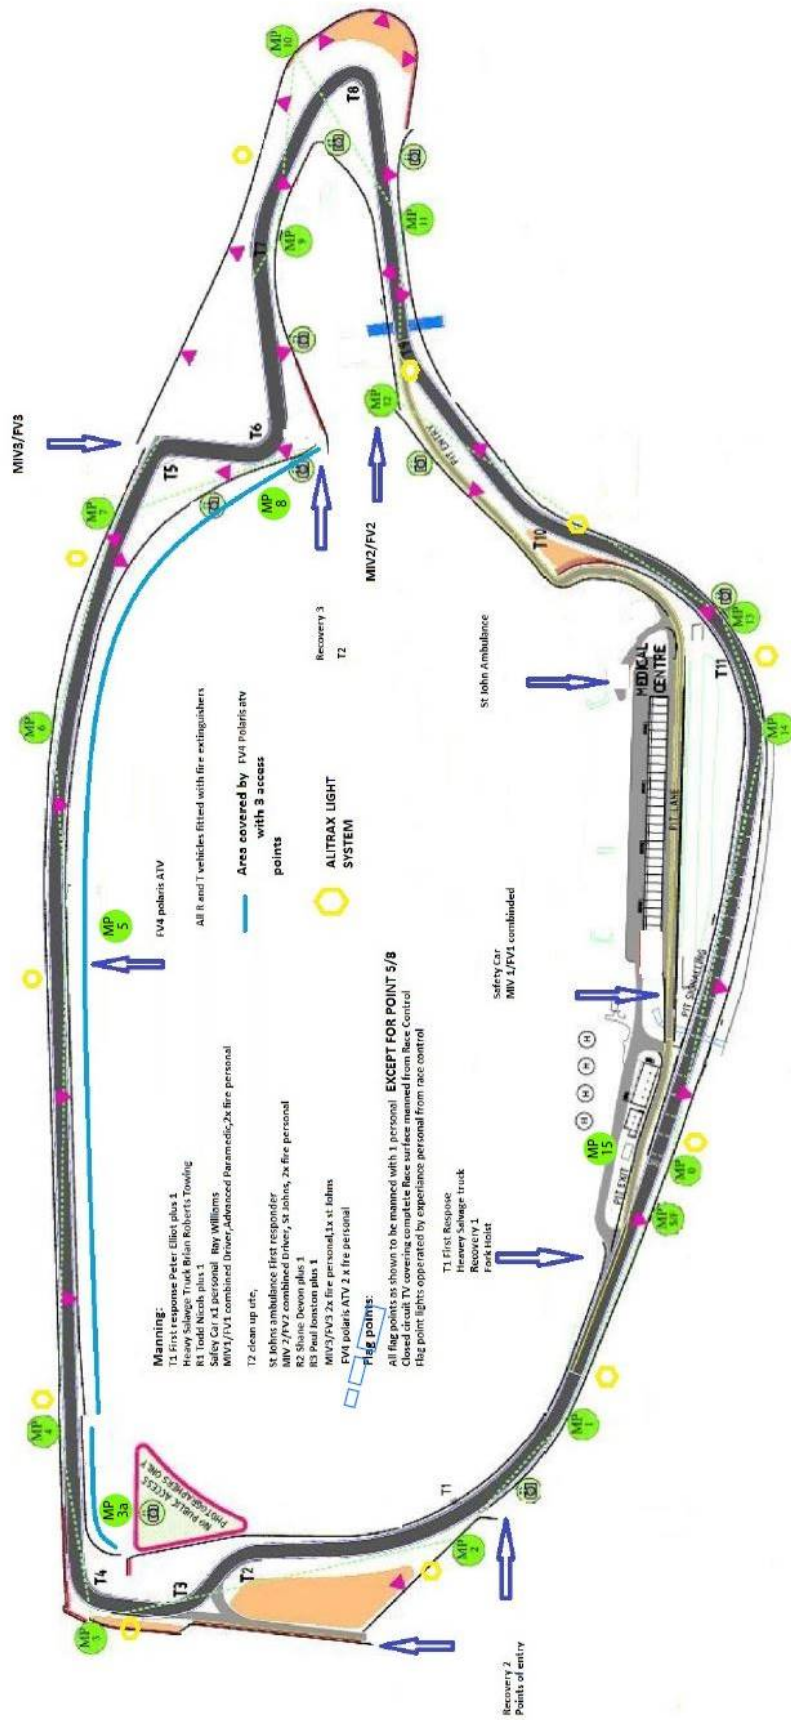 MP 10
T8
MP 11
MP 9
T7
MIV3/FV3
T5
T6
MP 7
MP 8
MP 12
PIT ENTRY
MIV2/FV2
Recovery 3
T2
T10
MP 13
T11
MP 14
St John Ambulance
MEDICAL
CENTRE
PIT LANE
MP 6
MP 5
FV4 polaris ATV
All R and T vehicles fitted with fire extinguishers
Area covered by FV4 Polaris atv
with 3 access
points
ALITRAX LIGHT
SYSTEM
Safety Car
MIV 1/FV1 combinded
PIT SIGNALLING
H H H H
MP 15
PIT EXIT
MP 0
S/F
Manning:
T1 First response Peter Elliot plus 1
Heavy Salavge Truck Brian Roberts Towing
R1 Todd Nicols plus 1
Safey Car x1 personal Ray Williams
MIV1/FV1 combined Driver,Advanced Paramedic,2x fire personal
T2 clean up ute,
St Johns ambulance First responder
MIV 2/FV2 combined Driver, St Johns, 2x fire personal
R2 Shane Devon plus 1
R3 Paul Jonston plus 1
MIV3/FV3 2x fire personal,1x st Johns
FV4 polaris ATV 2 x fre personal
Flag points:
All flag points as shown to be manned with 1 personal EXCEPT FOR POINT 5/8
Closed circuit TV covering complete Race surface manned from Race Control
Flag point lights opperated by experiance personal from race control
T1 First Respose
Heavey Salvage truck
Recovery 1
Fork Hoist
MP 1
T1
MP 2
MP 4
MP 3a
NO PUBLIC ACCESS
PHOTOGRAPHERS ONLY
T4
T3
T2
MP 3
Recovery 2
Points of entry